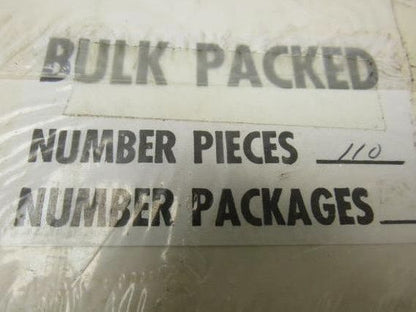 BULK PACKED
NUMBER PIECES 110
NUMBER PACKAGES